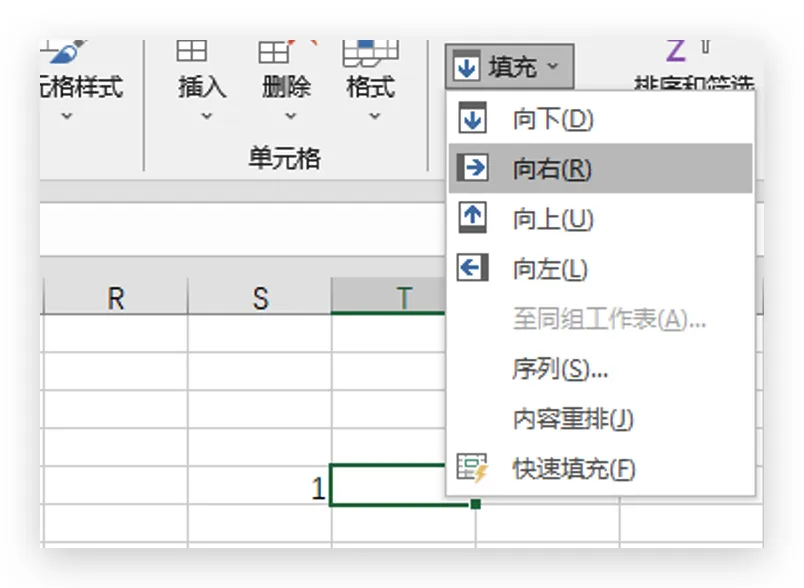 元格样式
插入
删除
格式
填充
排序和筛选
单元格
向下(D)
向右(R)
向上(U)
向左(L)
至同组工作表(A)...
序列(S)...
内容重排(J)
快速填充(F)
R
S
T
1